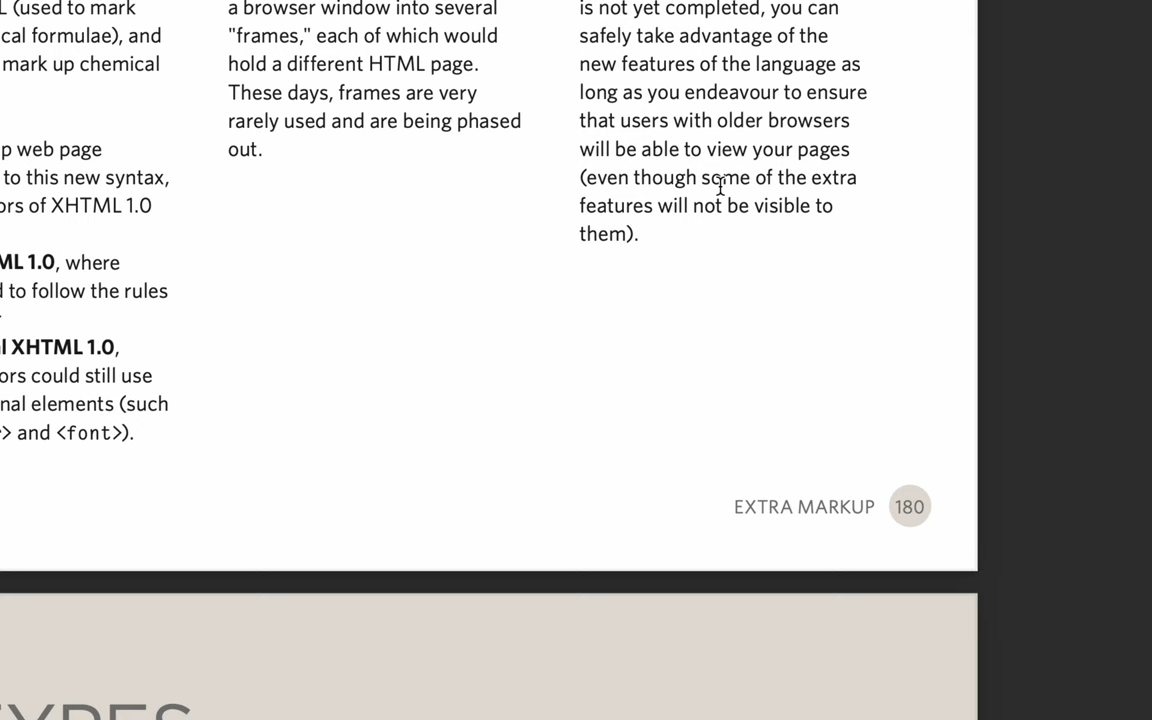 L (used to mark
cal formulae), and
mark up chemical
p web page
to this new syntax,
ors of XHTML 1.0
ML 1.0, where
d to follow the rules
l XHTML 1.0,
ors could still use
nal elements (such
> and <font>).
a browser window into several
"frames," each of which would
hold a different HTML page.
These days, frames are very
rarely used and are being phased
out.
is not yet completed, you can
safely take advantage of the
new features of the language as
long as you endeavour to ensure
that users with older browsers
will be able to view your pages
(even though some of the extra
features will not be visible to
them).
EXTRA MARKUP 180
YPES